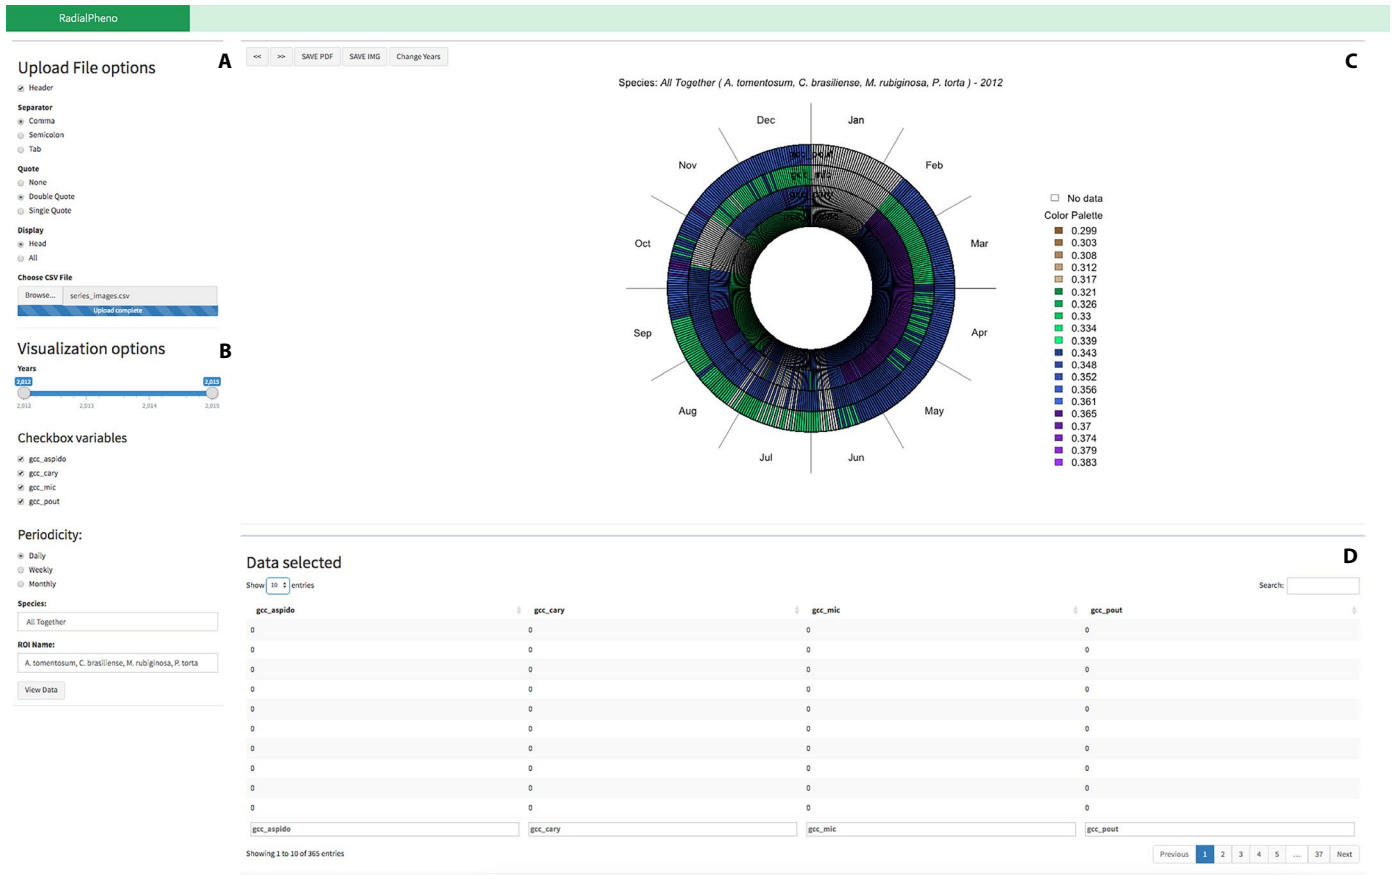 RadialPheno
A
Upload File options
Header
Separator
Comma
Semicolon
Tab
Quote
None
Double Quote
Single Quote
Display
Head
All
Choose CSV File
Browse... series_images.csv
Upload complete
B
Visualization options
Years
2,012 2,015
2,012 2,013 2,014 2,015
Checkbox variables
gcc_aspido
gcc_cary
gcc_mic
gcc_pout
Periodicity:
Daily
Weekly
Monthly
Species:
All Together
ROI Name:
A. tomentosum, C. brasiliense, M. rubiginosa, P. torta
View Data
C
<< >> SAVE PDF SAVE IMG Change Years
Species: All Together ( A. tomentosum, C. brasiliense, M. rubiginosa, P. torta ) - 2012
Dec Jan
Nov Feb
Oct Mar
Sep Apr
Aug May
Jul Jun
gcc_pout
gcc_mic
gcc_cary
No data
Color Palette
0.299
0.303
0.308
0.312
0.317
0.321
0.326
0.33
0.334
0.339
0.343
0.348
0.352
0.356
0.361
0.365
0.37
0.374
0.379
0.383
D
Data selected
Show 10 entries Search:
gcc_aspido gcc_cary gcc_mic gcc_pout
0 0 0 0
0 0 0 0
0 0 0 0
0 0 0 0
0 0 0 0
0 0 0 0
0 0 0 0
0 0 0 0
0 0 0 0
0 0 0 0
gcc_aspido gcc_cary gcc_mic gcc_pout
Showing 1 to 10 of 365 entries Previous 1 2 3 4 5 ... 37 Next